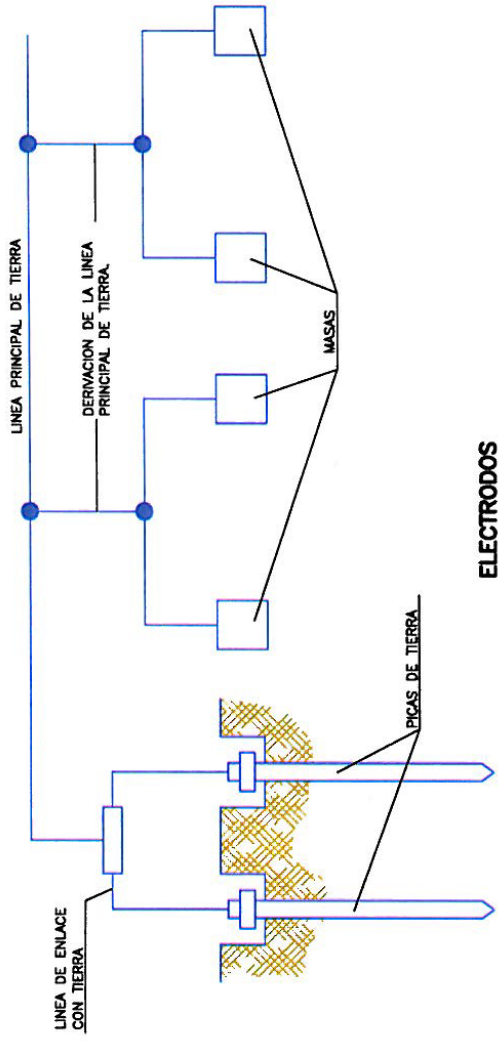 LINEA PRINCIPAL DE TIERRA
DERIVACION DE LA LINEA
PRINCIPAL DE TIERRA.
LINEA DE ENLACE
CON TIERRA
MASAS
PICAS DE TIERRA
ELECTRODOS